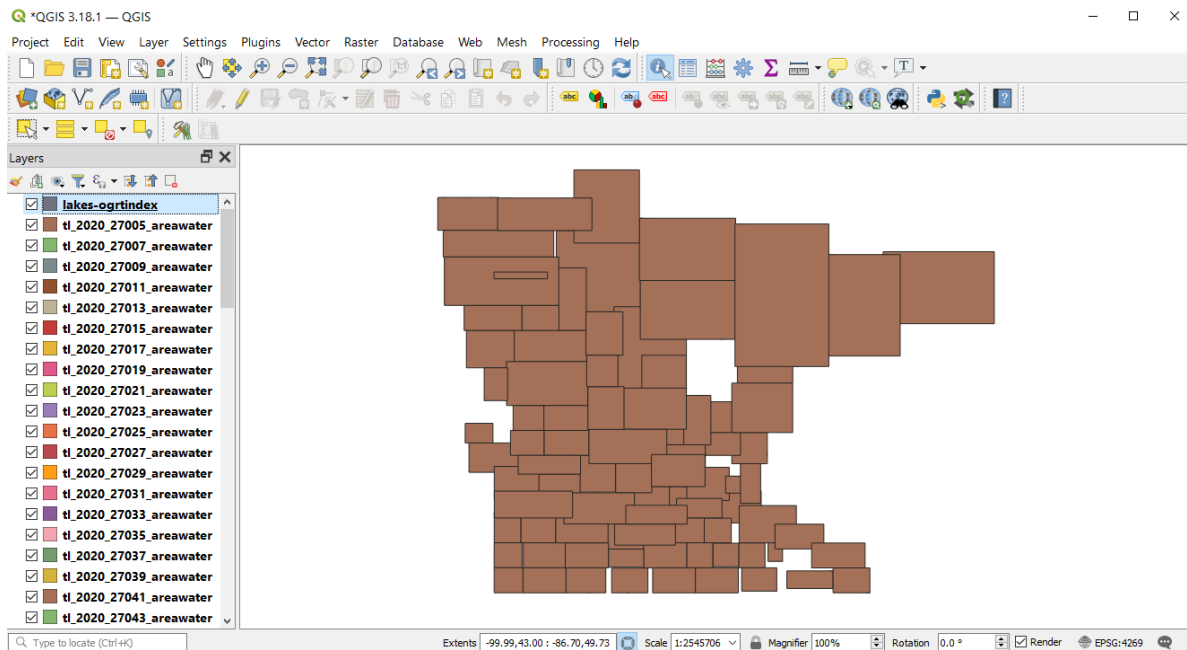 *QGIS 3.18.1 — QGIS
Project Edit View Layer Settings Plugins Vector Raster Database Web Mesh Processing Help
abc abc abc
Layers
lakes-ogrtindex
tl_2020_27005_areawater
tl_2020_27007_areawater
tl_2020_27009_areawater
tl_2020_27011_areawater
tl_2020_27013_areawater
tl_2020_27015_areawater
tl_2020_27017_areawater
tl_2020_27019_areawater
tl_2020_27021_areawater
tl_2020_27023_areawater
tl_2020_27025_areawater
tl_2020_27027_areawater
tl_2020_27029_areawater
tl_2020_27031_areawater
tl_2020_27033_areawater
tl_2020_27035_areawater
tl_2020_27037_areawater
tl_2020_27039_areawater
tl_2020_27041_areawater
tl_2020_27043_areawater
Type to locate (Ctrl+K) Extents -99.99,43.00 : -86.70,49.73 Scale 1:2545706 Magnifier 100% Rotation 0.0 ° Render EPSG:4269